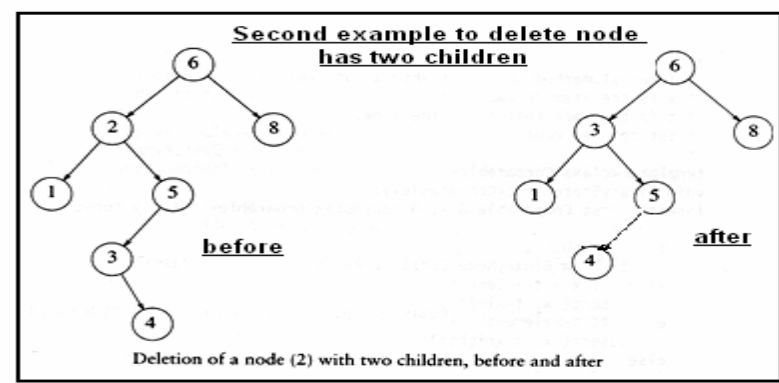 Second example to delete node
has two children
6
6
2
8
3
8
1
5
1
5
before
after
3
4
4
Deletion of a node (2) with two children, before and after